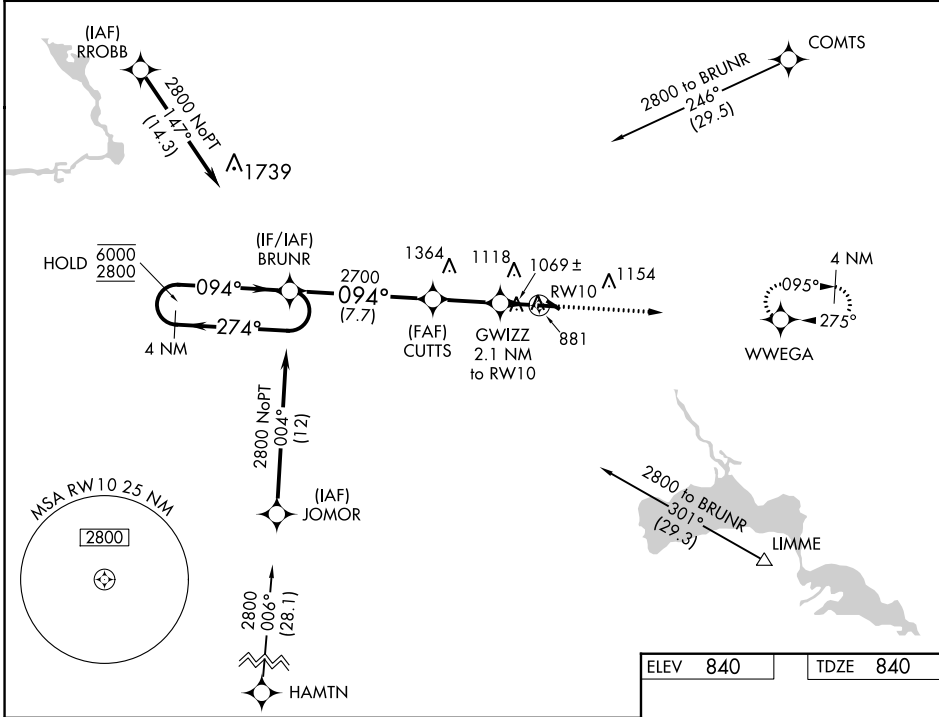 (IAF)
RROBB
2800 NoPT
147°
(14.3)
1739
COMTS
2800 to BRUNR
246°
(29.5)
HOLD
6000
2800
094°
274°
4 NM
(IF/IAF)
BRUNR
2700
094°
(7.7)
1364
(FAF)
CUTTS
1118
GWIZZ
2.1 NM
to RW10
1069 ±
RW10
1154
881
4 NM
095°
275°
WWEGA
2800 NoPT
004°
(12)
(IAF)
JOMOR
2800
006°
(28.1)
HAMTN
MSA RW10 25 NM
2800
2800 to BRUNR
301°
(29.3)
LIMME
ELEV 840
TDZE 840